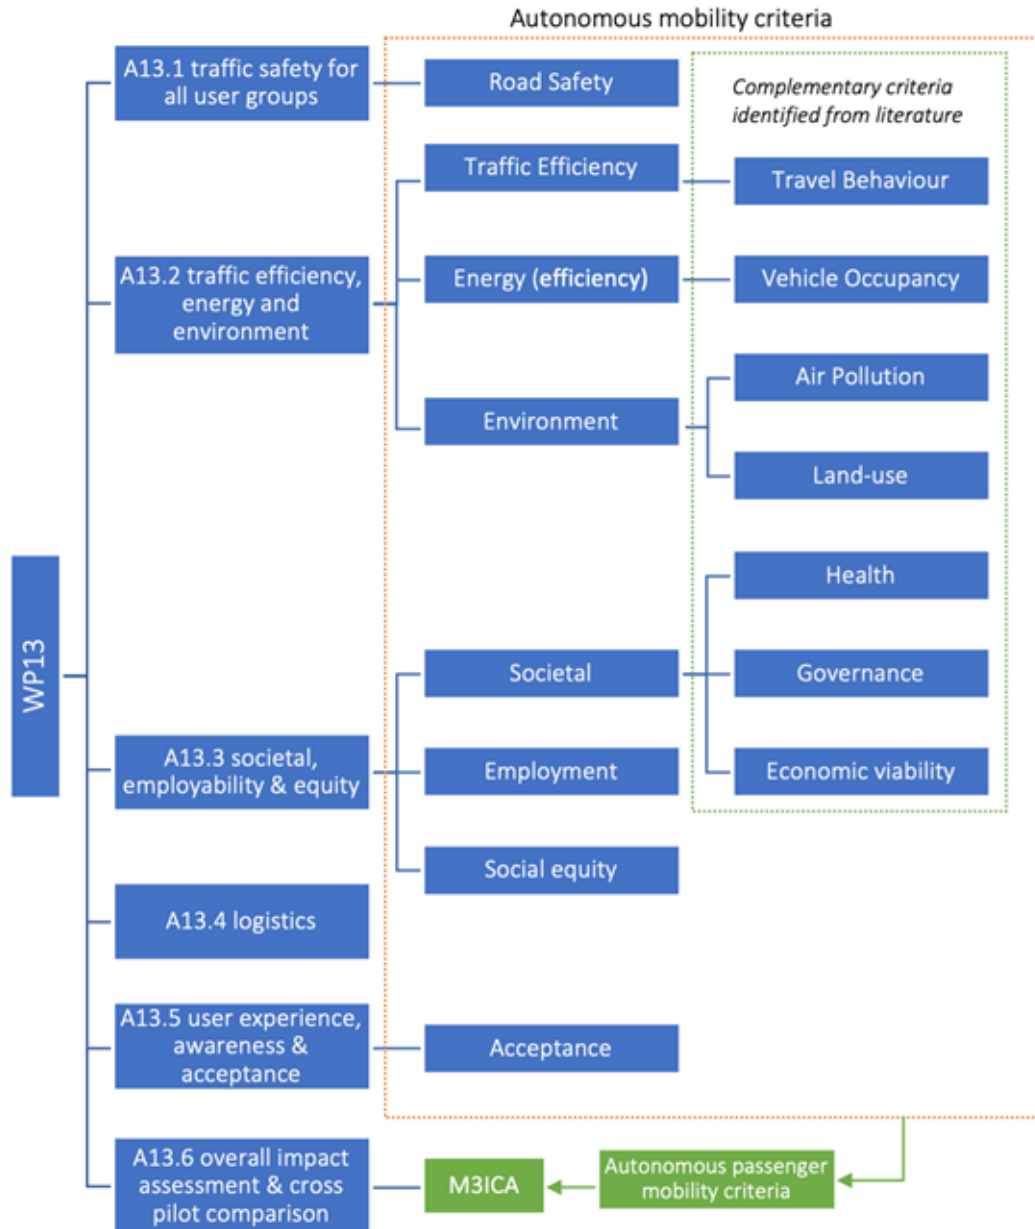 Autonomous mobility criteria
A13.1 traffic safety for
all user groups
Road Safety
Complementary criteria
identified from literature
Traffic Efficiency
Travel Behaviour
A13.2 traffic efficiency,
energy and
environment
Energy (efficiency)
Vehicle Occupancy
Environment
Air Pollution
Land-use
WP13
A13.3 societal,
employability & equity
Societal
Health
Governance
Economic viability
Employment
Social equity
A13.4 logistics
A13.5 user experience,
awareness &
acceptance
Acceptance
A13.6 overall impact
assessment & cross
pilot comparison
M3ICA
Autonomous passenger
mobility criteria